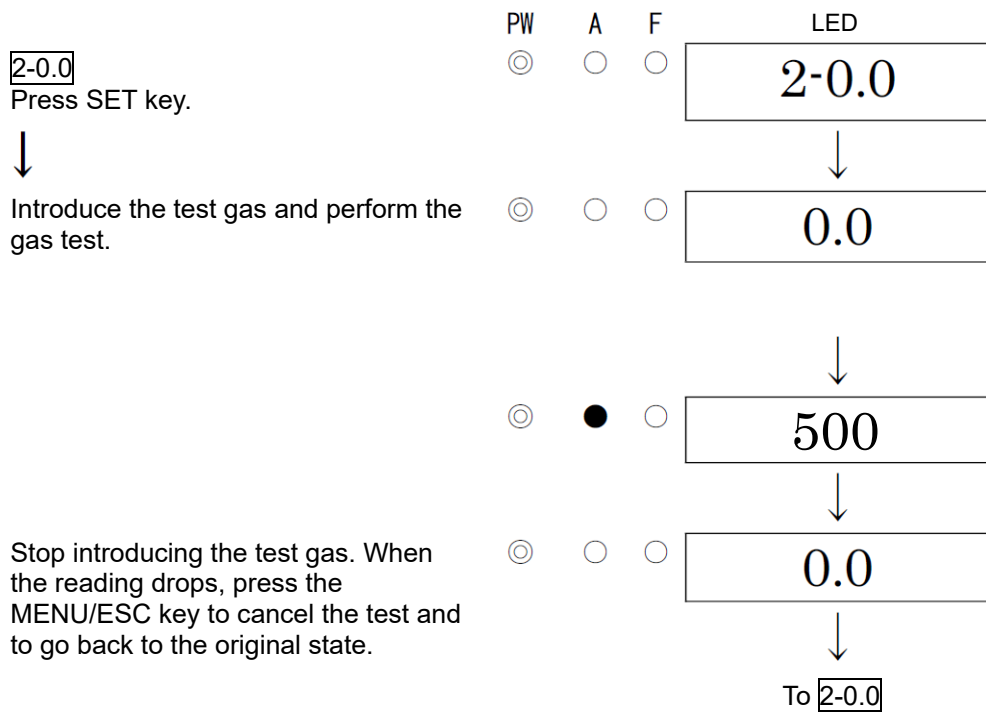 PW A F LED
2-0.0
Press SET key.
2-0.0
↓
Introduce the test gas and perform the
gas test.
0.0
500
Stop introducing the test gas. When
the reading drops, press the
MENU/ESC key to cancel the test and
to go back to the original state.
0.0
To 2-0.0